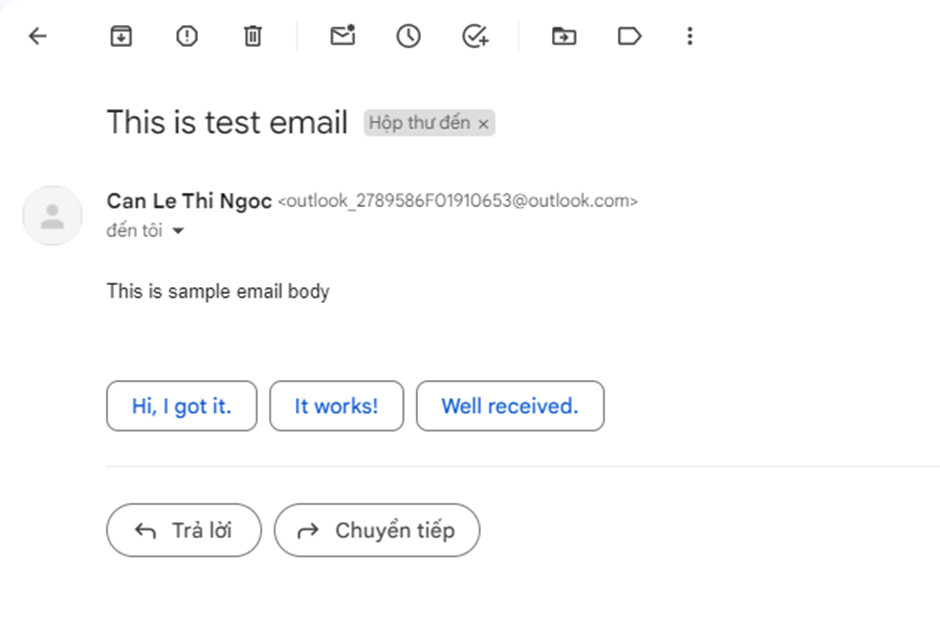 This is test email Hộp thư đến ×
Can Le Thi Ngoc <outlook_2789586F01910653@outlook.com>
đến tôi
This is sample email body
Hi, I got it. It works! Well received.
Trả lời Chuyển tiếp